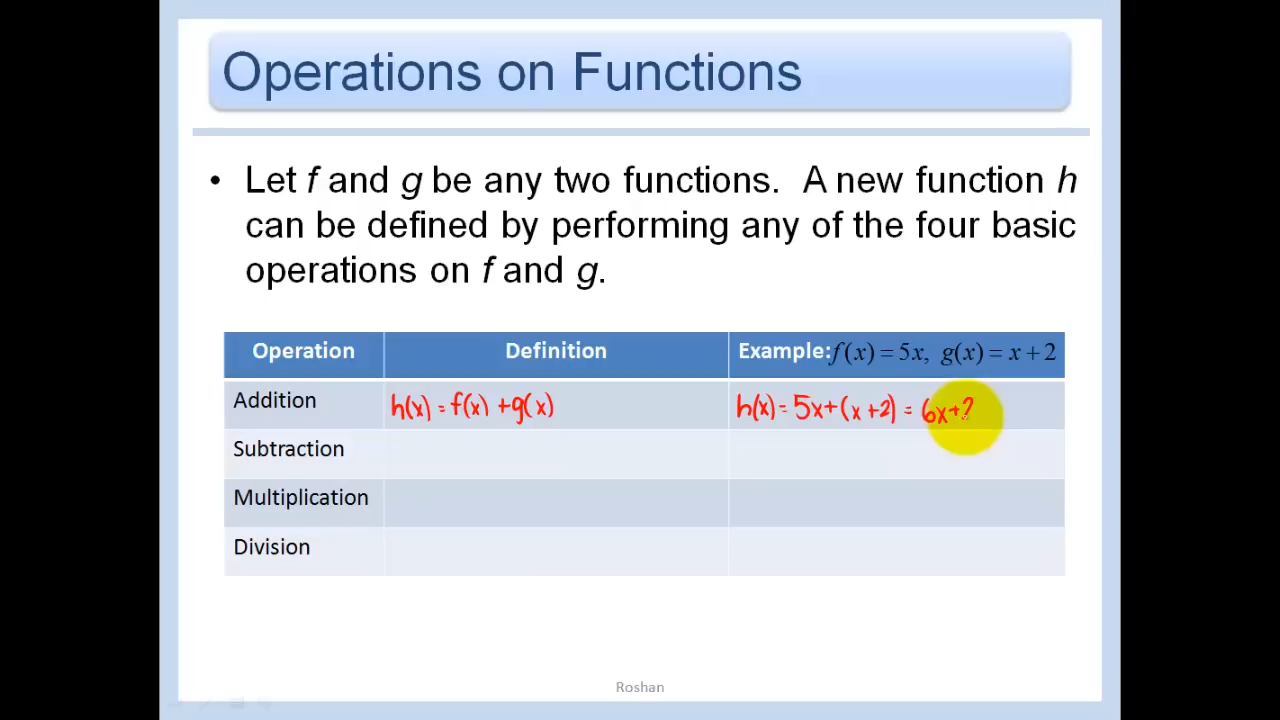 Operations on Functions
• Let f and g be any two functions. A new function h
can be defined by performing any of the four basic
operations on f and g.
Operation Definition Example: f(x) = 5x, g(x) = x + 2
Addition h(x) = f(x) + g(x) h(x) = 5x+(x+2) = 6x+2
Subtraction
Multiplication
Division
Roshan